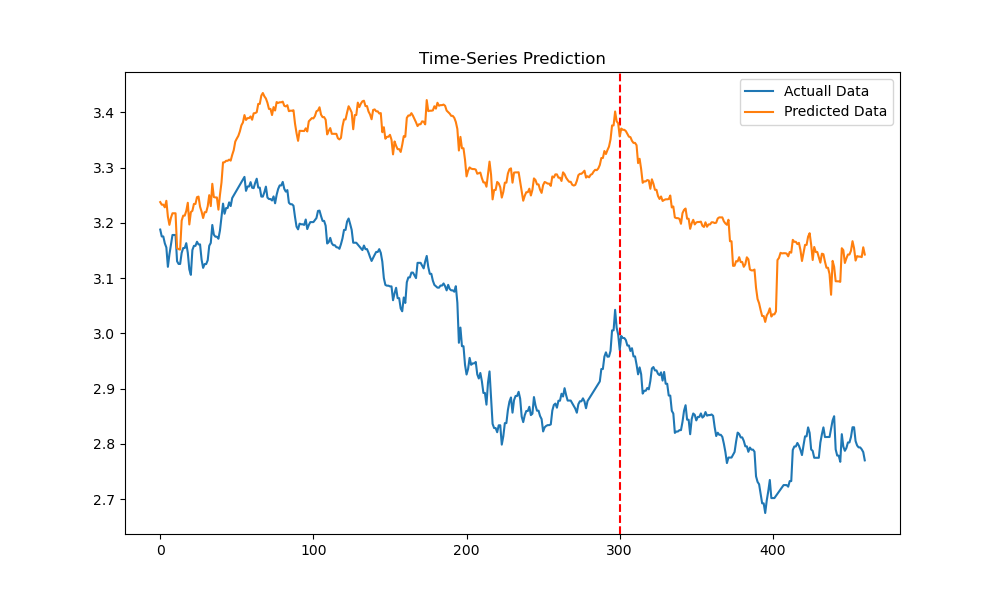 Time-Series Prediction
Actuall Data
Predicted Data
3.4
3.3
3.2
3.1
3.0
2.9
2.8
2.7
0 100 200 300 400